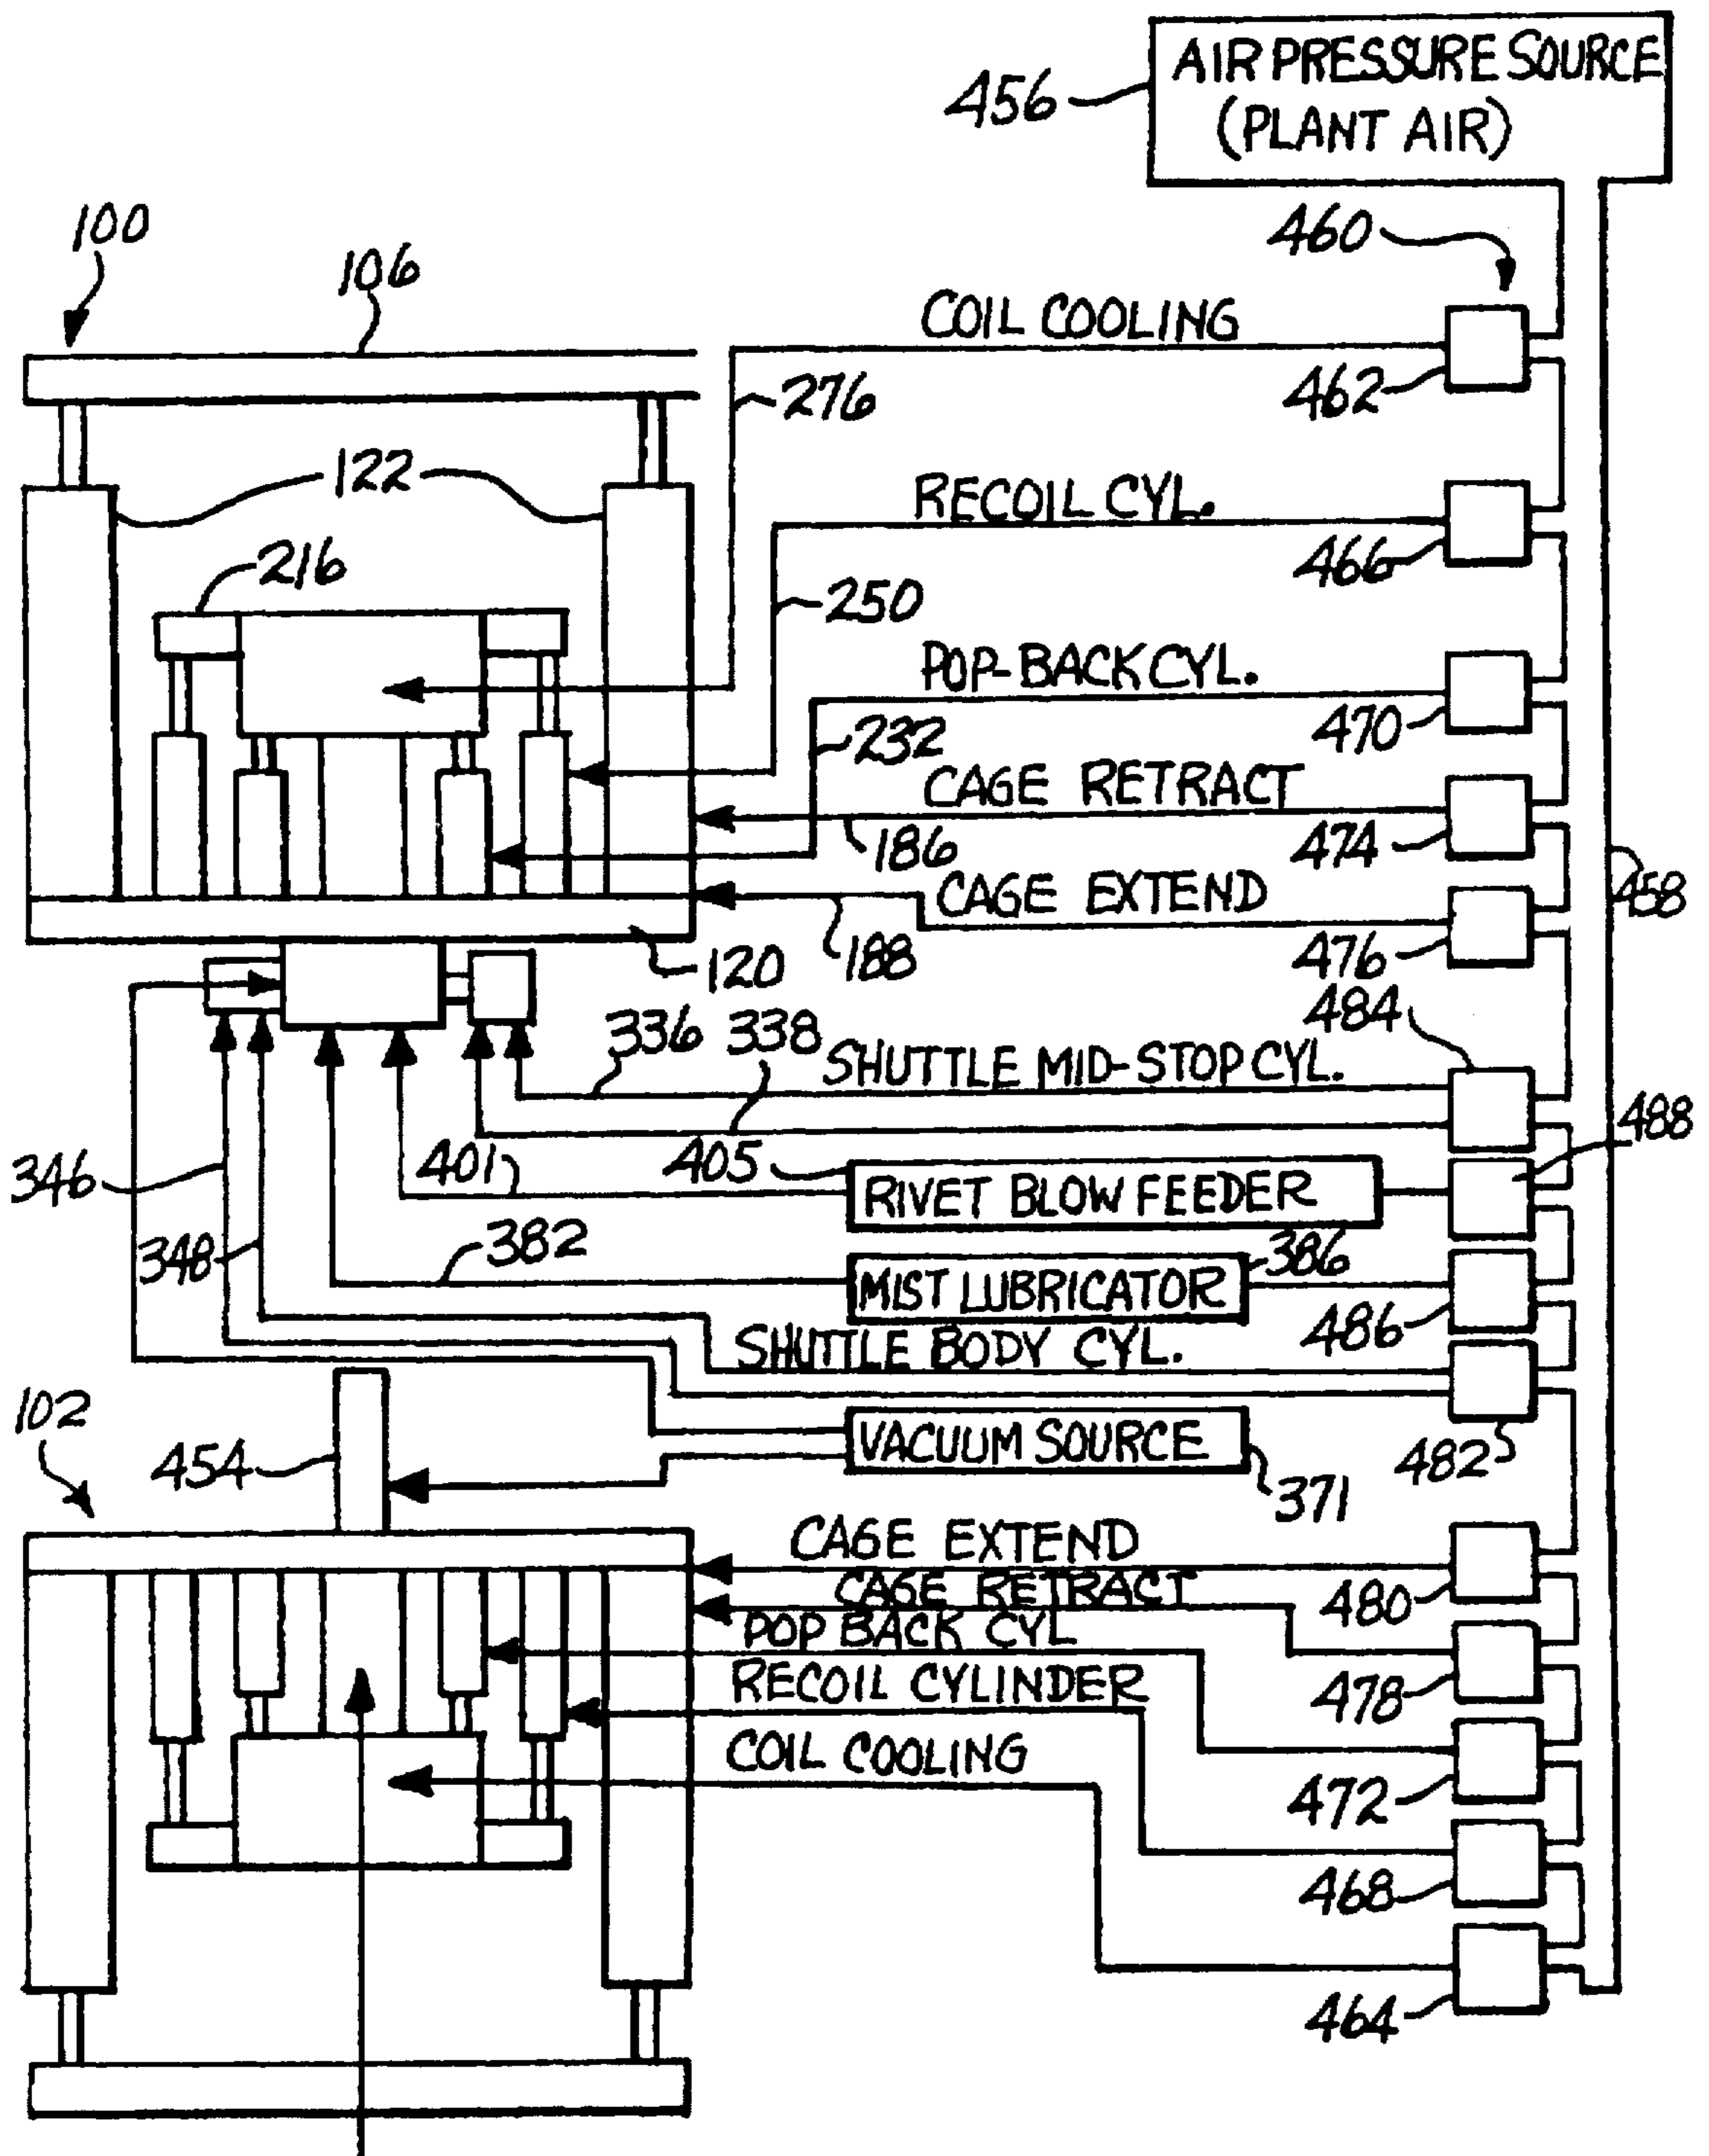 AIR PRESSURE SOURCE
(PLANT AIR)
456
100
106
460
COIL COOLING
276
462
122
RECOIL CYL.
466
216
250
POP-BACK CYL.
470
232
CAGE RETRACT
186
474
458
CAGE EXTEND
120
188
476
484
336 338
SHUTTLE MID-STOP CYL.
488
346
401
405
RIVET BLOW FEEDER
348
382
386
MIST LUBRICATOR
486
SHUTTLE BODY CYL.
102
454
VACUUM SOURCE
482
371
CAGE EXTEND
CAGE RETRACT
480
POP BACK CYL
RECOIL CYLINDER
478
COIL COOLING
472
468
464